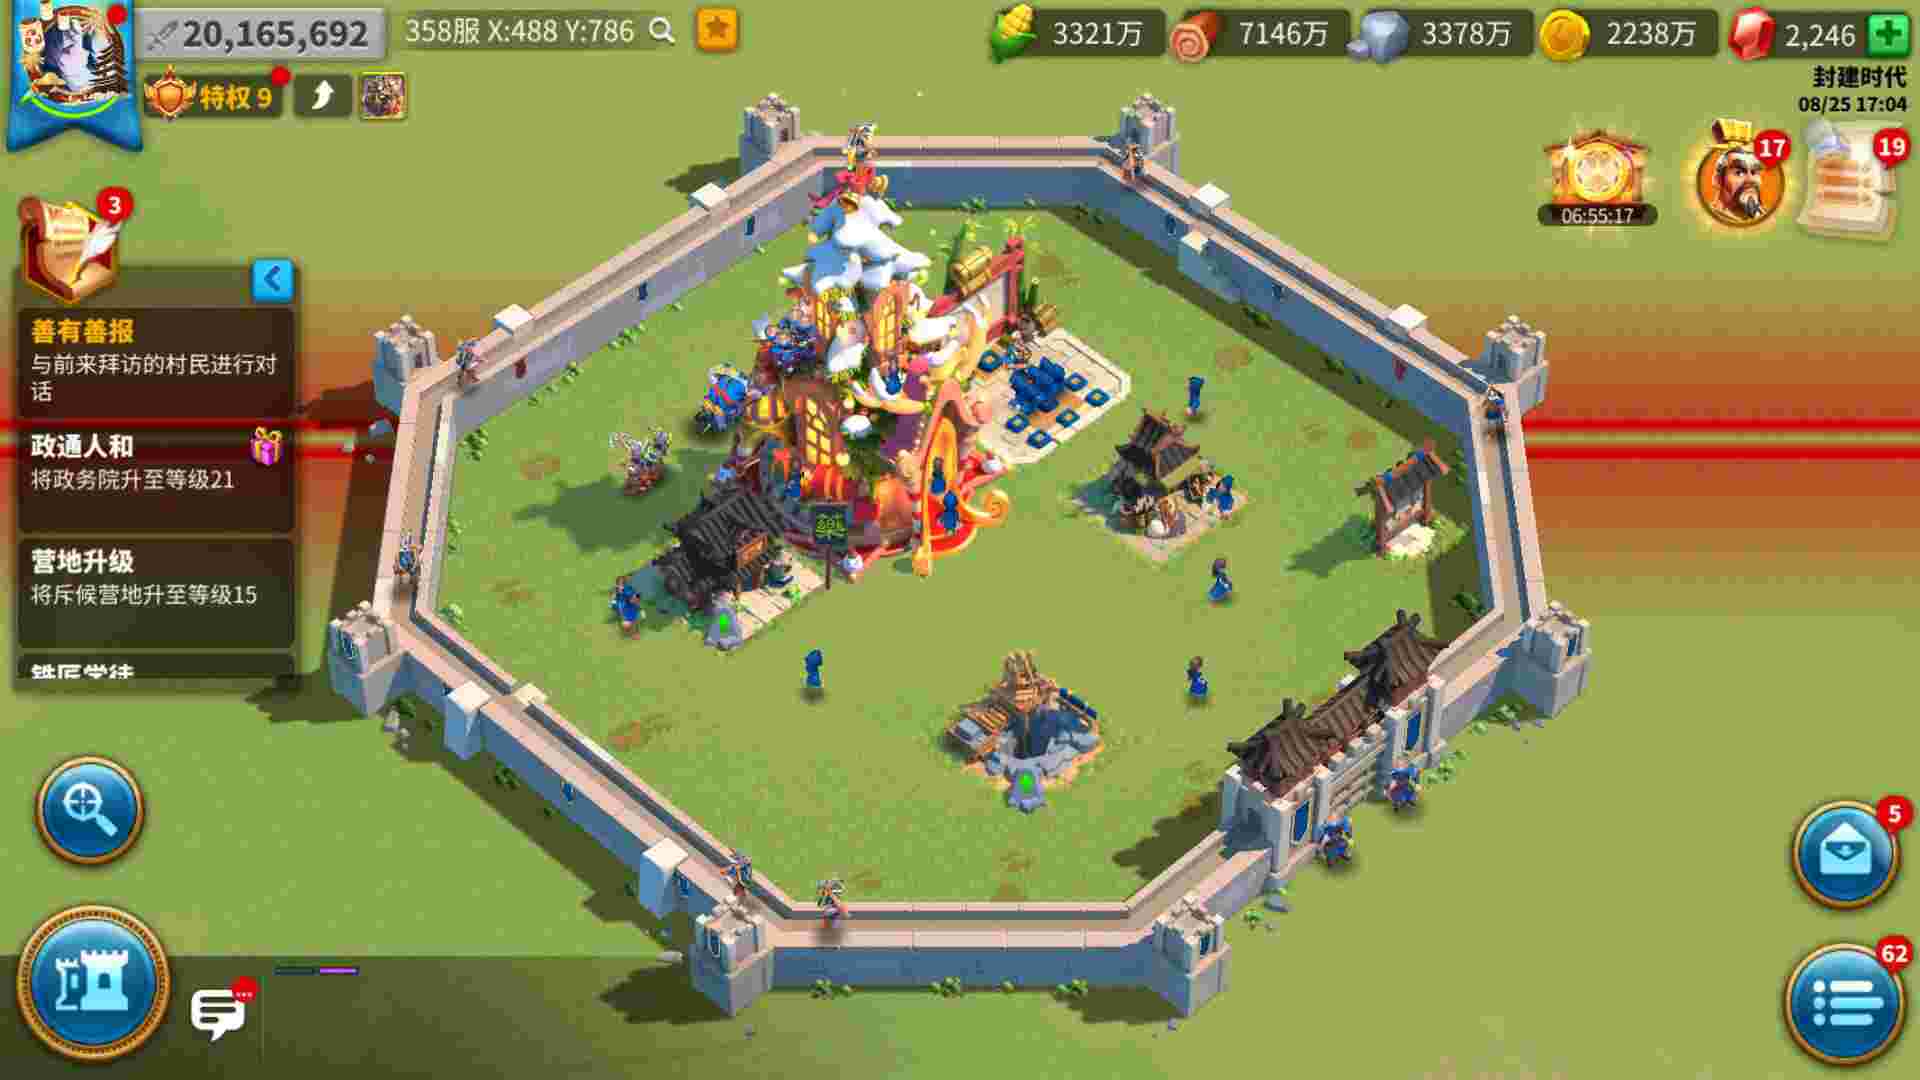 20,165,692
358服 X:488 Y:786
3321万
7146万
3378万
2238万
2,246
特权 9
封建时代
08/25 17:04
06:55:17
17
19
3
善有善报
与前来拜访的村民进行对
话
政通人和
将政务院升至等级21
营地升级
将斥候营地升至等级15
铁匠学徒
5
62